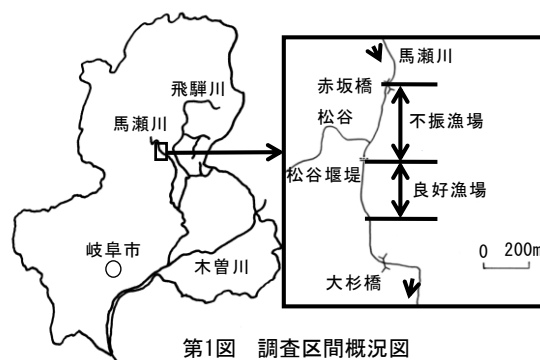 飛騨川
馬瀬川
岐阜市
木曽川
馬瀬川
赤坂橋
松谷
不振漁場
松谷堰堤
良好漁場
0 200m
大杉橋
第1図 調査区間概況図